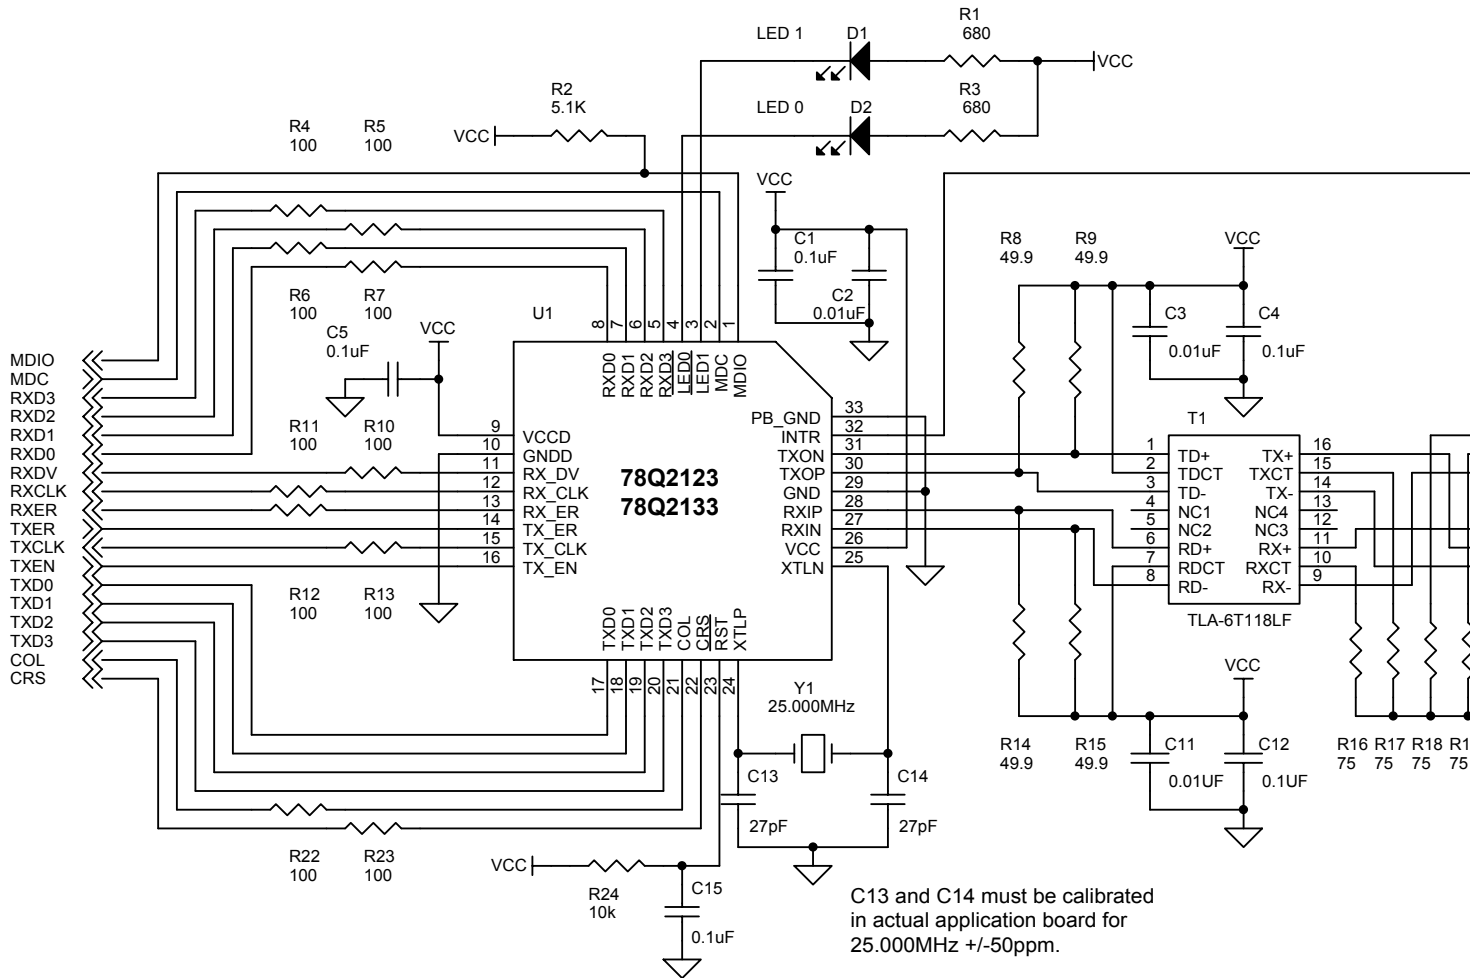 LED 1
D1
R1
680
VCC
LED 0
D2
R3
680
R2
5.1K
VCC
R4
100
R5
100
VCC
C1
0.1uF
C2
0.01uF
R6
100
R7
100
C5
0.1uF
VCC
U1
8
7
6
5
4
3
2
1
RXD0
RXD1
RXD2
RXD3
LED0
LED1
MDC
MDIO
MDIO
MDC
RXD3
RXD2
RXD1
RXD0
RXDV
RXCLK
RXER
TXER
TXCLK
TXEN
TXD0
TXD1
TXD2
TXD3
COL
CRS
R11
100
R10
100
R12
100
R13
100
9
10
11
12
13
14
15
16
VCCD
GNDD
RX_DV
RX_CLK
RX_ER
TX_ER
TX_CLK
TX_EN
78Q2123
78Q2133
PB_GND
INTR
TXON
TXOP
GND
RXIP
RXIN
VCC
XTLN
33
32
31
30
29
28
27
26
25
TXD0
TXD1
TXD2
TXD3
COL
CRS
RST
XTLP
17
18
19
20
21
22
23
24
R8
49.9
R9
49.9
VCC
C3
0.01uF
C4
0.1uF
T1
1
2
3
4
5
6
7
8
TD+
TDCT
TD-
NC1
NC2
RD+
RDCT
RD-
TX+
TXCT
TX-
NC4
NC3
RX+
RXCT
RX-
16
15
14
13
12
11
10
9
TLA-6T118LF
Y1
25.000MHz
C13
27pF
C14
27pF
VCC
R14
49.9
R15
49.9
C11
0.01UF
C12
0.1UF
R16
75
R17
75
R18
75
R1
75
R22
100
R23
100
VCC
R24
10k
C15
0.1uF
C13 and C14 must be calibrated
in actual application board for
25.000MHz +/-50ppm.